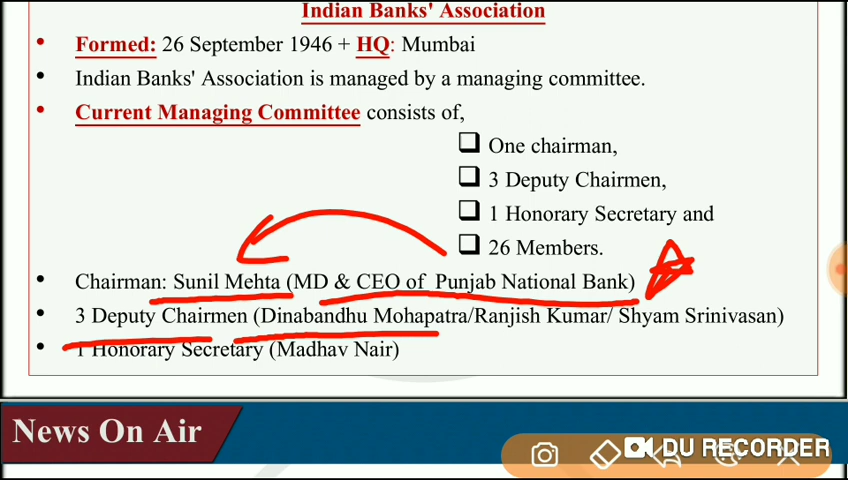 Indian Banks' Association
• Formed: 26 September 1946 + HQ: Mumbai
• Indian Banks' Association is managed by a managing committee.
• Current Managing Committee consists of,
❑ One chairman,
❑ 3 Deputy Chairmen,
❑ 1 Honorary Secretary and
❑ 26 Members.
• Chairman: Sunil Mehta (MD & CEO of Punjab National Bank)
• 3 Deputy Chairmen (Dinabandhu Mohapatra/Ranjish Kumar/ Shyam Srinivasan)
• 1 Honorary Secretary (Madhav Nair)
News On Air
DU RECORDER